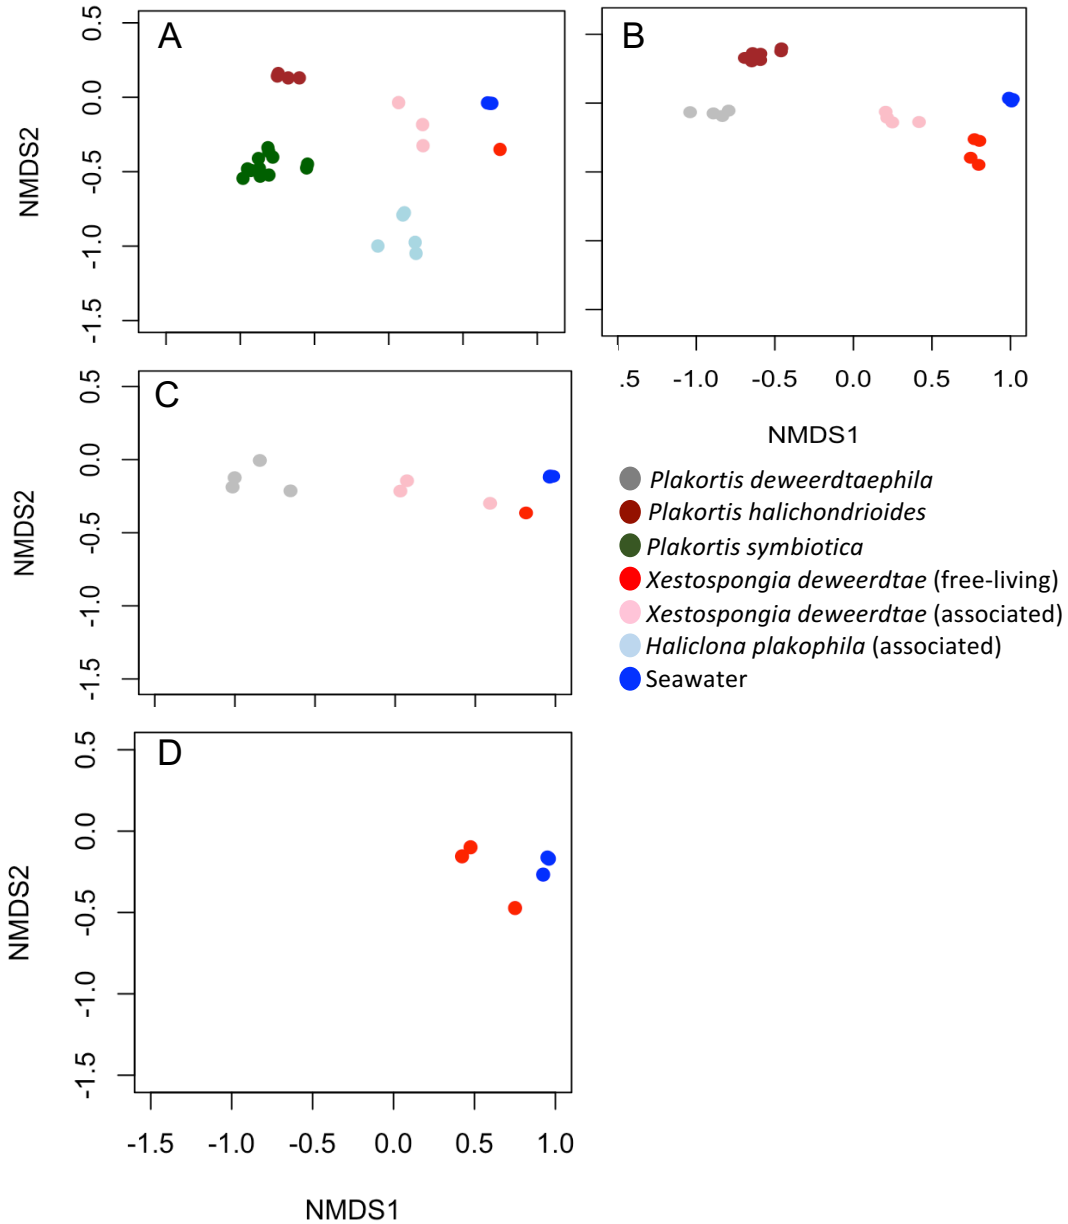 A
0.5
0.0
-0.5
-1.0
-1.5
NMDS2
B
.5 -1.0 -0.5 0.0 0.5 1.0
NMDS1
C
0.5
0.0
-0.5
-1.0
-1.5
NMDS2
Plakortis deweerdtaephila
Plakortis halichondrioides
Plakortis symbiotica
Xestospongia deweerdtae (free-living)
Xestospongia deweerdtae (associated)
Haliclona plakophila (associated)
Seawater
D
0.5
0.0
-0.5
-1.0
-1.5
NMDS2
-1.5 -1.0 -0.5 0.0 0.5 1.0
NMDS1